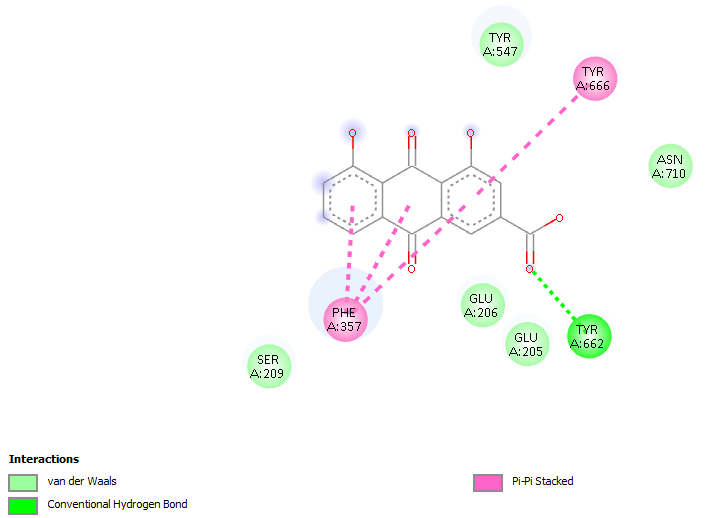 TYR
A:547
TYR
A:666
O
O
O
ASN
A:710
O
O
O
GLU
A:206
PHE
A:357
GLU
A:205
TYR
A:662
SER
A:209
Interactions
van der Waals
Conventional Hydrogen Bond
Pi-Pi Stacked